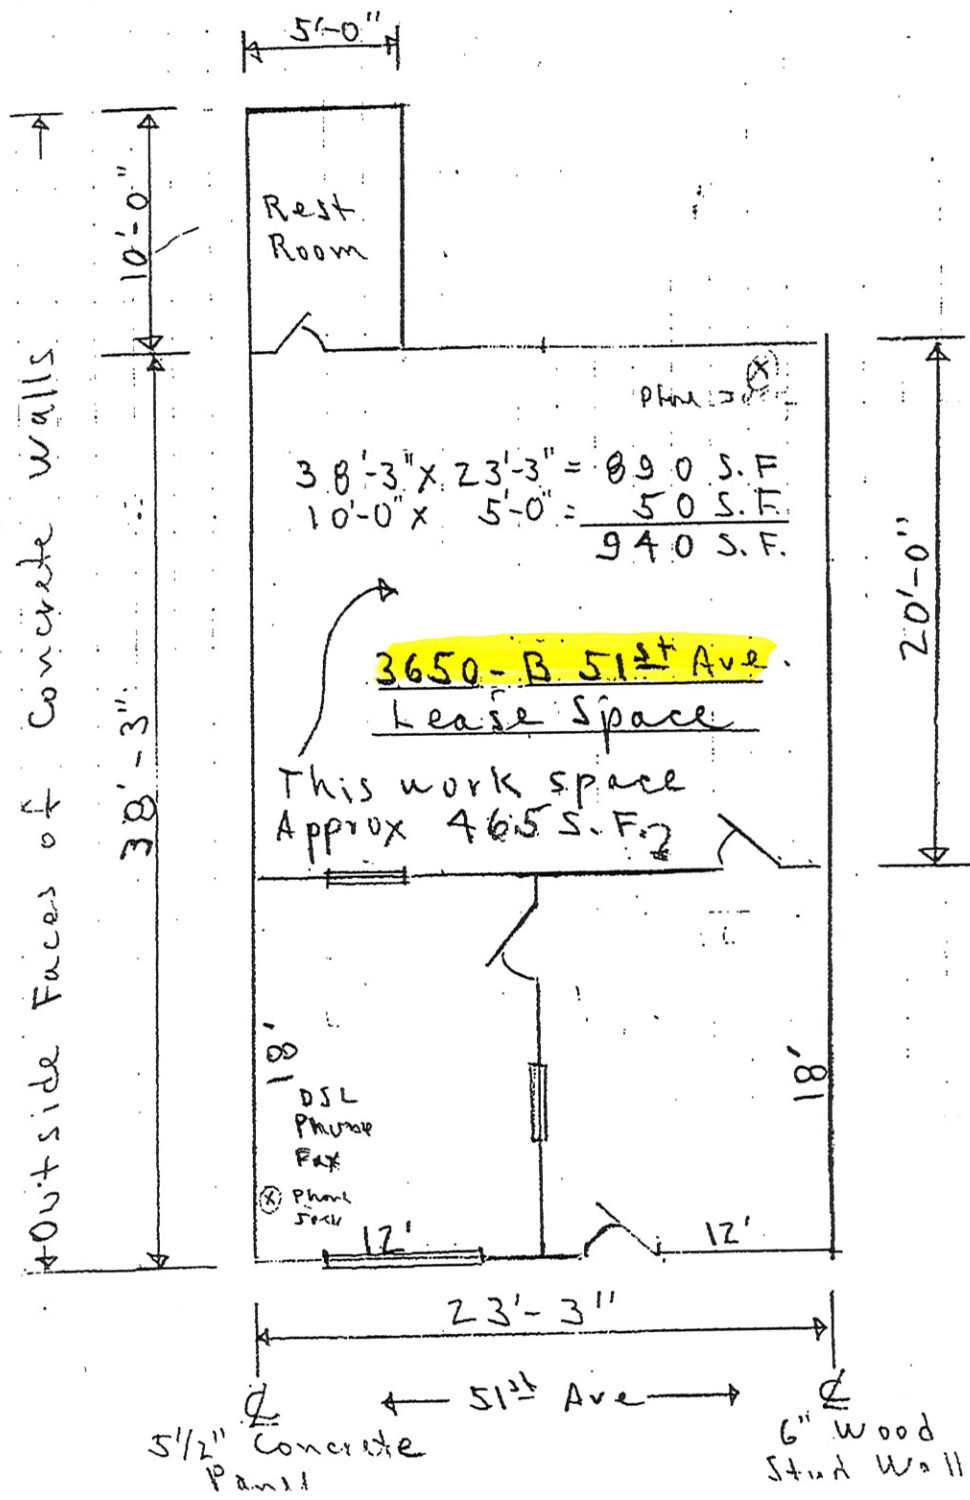 5'-0"
10'-0"
Rest
Room
Outside Faces of Concrete Walls
Phone
38'-3" x 23'-3" = 890 S.F
10'-0" x 5'-0" = 50 S.F.
940 S.F.
20'-0"
3650-B 51st Ave.
Lease Space
38'-3"
This work space
Approx 465 S.F.
18'
18'
DSL
Phone
Fax
Phone
Jack
12'
12'
23'-3"
51st Ave
5 1/2" Concrete
Panel
6" Wood
Stud Wall